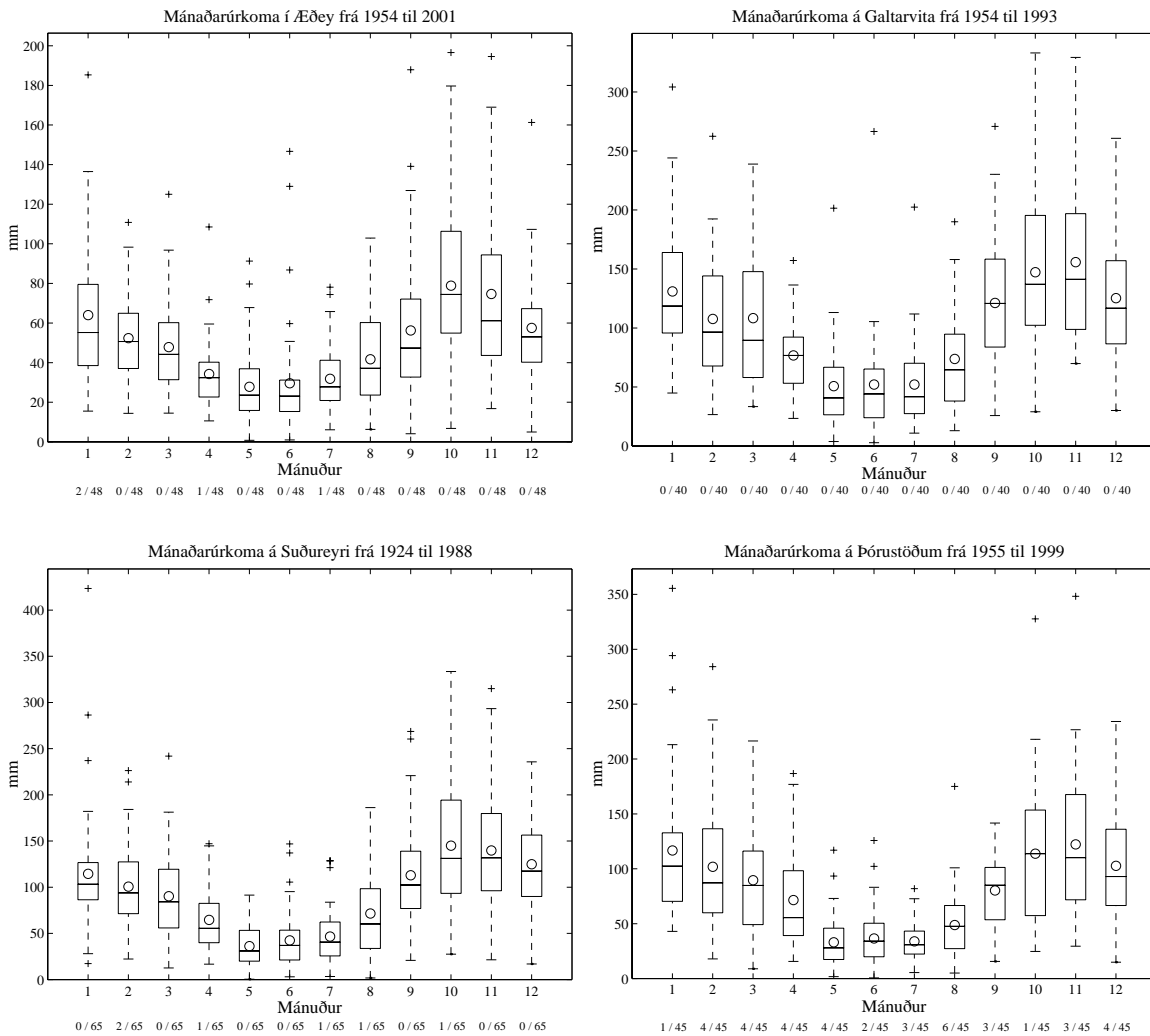 Mánaðarúrkoma í Æðey frá 1954 til 2001
200
180
160
140
120
100
80
60
40
20
0
mm
1 2 3 4 5 6 7 8 9 10 11 12
Mánuður
2 / 48 0 / 48 0 / 48 1 / 48 0 / 48 0 / 48 1 / 48 0 / 48 0 / 48 0 / 48 0 / 48 0 / 48
Mánaðarúrkoma á Galtarvita frá 1954 til 1993
300
250
200
150
100
50
0
mm
1 2 3 4 5 6 7 8 9 10 11 12
Mánuður
0 / 40 0 / 40 0 / 40 0 / 40 0 / 40 0 / 40 0 / 40 0 / 40 0 / 40 0 / 40 0 / 40 0 / 40
Mánaðarúrkoma á Suðureyri frá 1924 til 1988
400
350
300
250
200
150
100
50
0
mm
1 2 3 4 5 6 7 8 9 10 11 12
Mánuður
0 / 65 2 / 65 0 / 65 1 / 65 0 / 65 0 / 65 1 / 65 1 / 65 0 / 65 1 / 65 0 / 65 0 / 65
Mánaðarúrkoma á Þórustöðum frá 1955 til 1999
350
300
250
200
150
100
50
0
mm
1 2 3 4 5 6 7 8 9 10 11 12
Mánuður
1 / 45 4 / 45 4 / 45 4 / 45 4 / 45 2 / 45 3 / 45 6 / 45 3 / 45 1 / 45 3 / 45 4 / 45